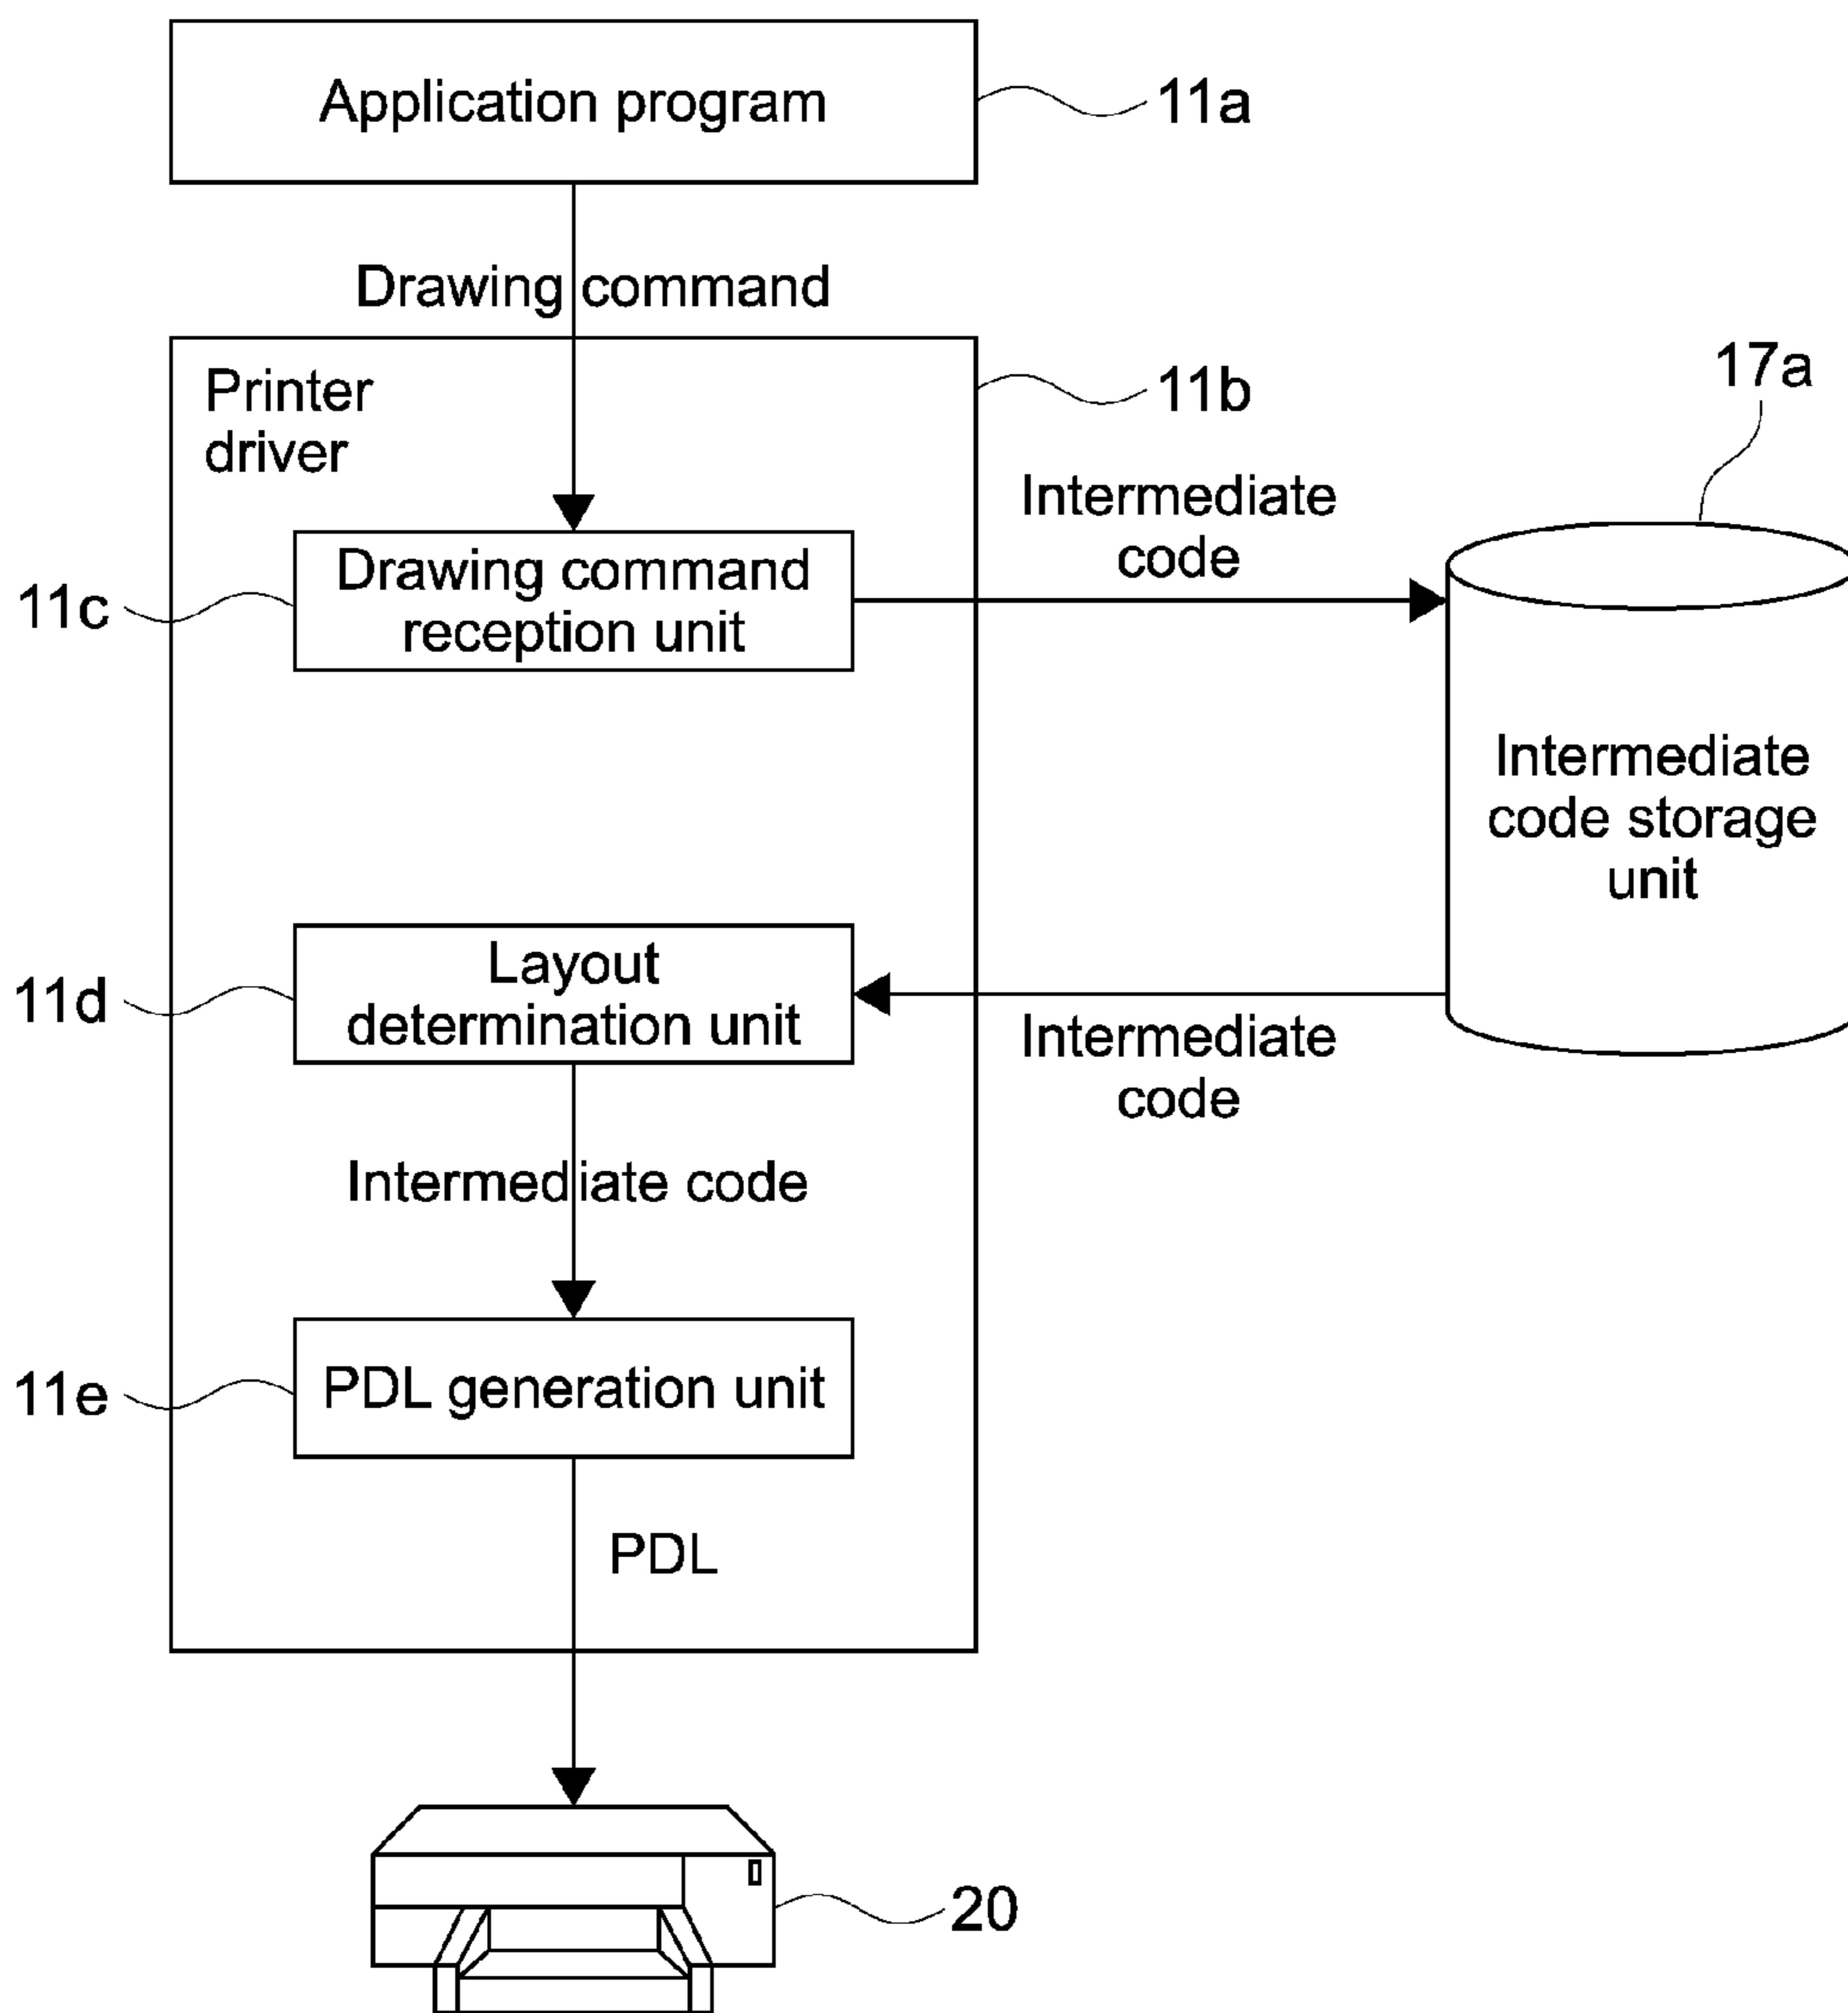 Application program
11a
Drawing command
Printer
driver
11b
17a
Intermediate
code
Drawing command
reception unit
11c
Intermediate
code storage
unit
Layout
determination unit
11d
Intermediate
code
Intermediate code
PDL generation unit
11e
PDL
20